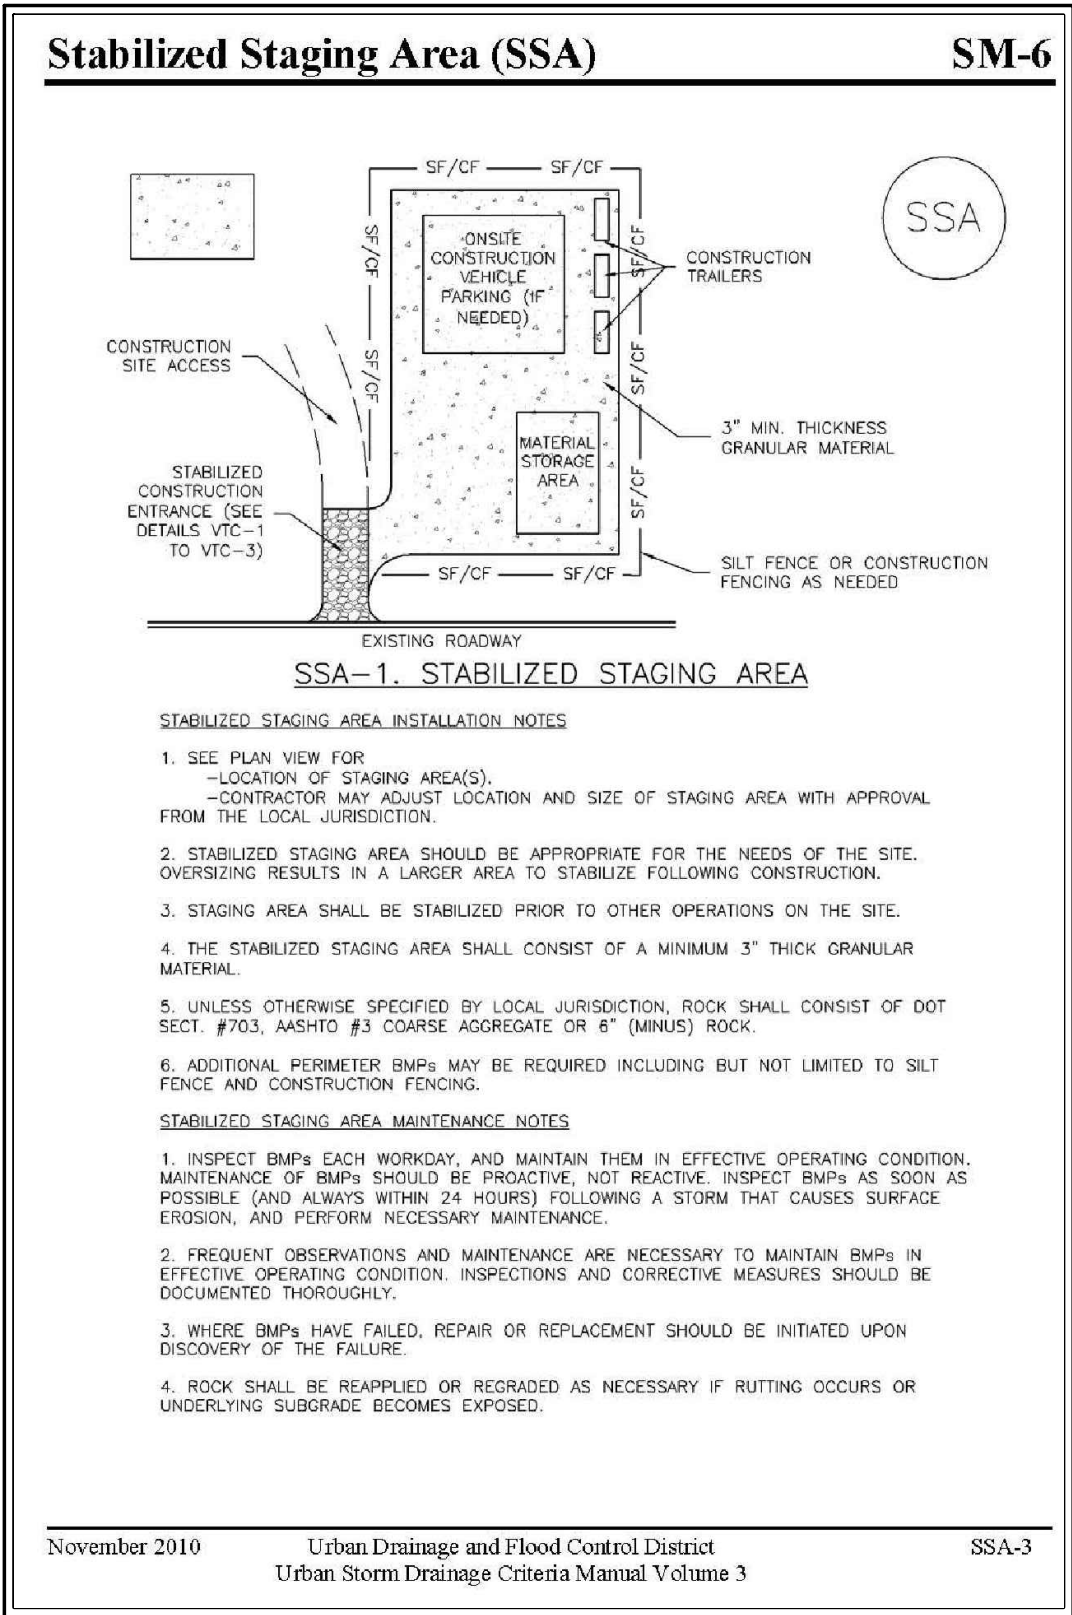 Stabilized Staging Area (SSA) SM-6
SF/CF SF/CF
SSA
SF/CF
SF/CF
ONSITE
CONSTRUCTION
VEHICLE
PARKING (IF
NEEDED)
CONSTRUCTION
TRAILERS
CONSTRUCTION
SITE ACCESS
SF/CF
SF/CF
3" MIN. THICKNESS
GRANULAR MATERIAL
MATERIAL
STORAGE
AREA
SF/CF
STABILIZED
CONSTRUCTION
ENTRANCE (SEE
DETAILS VTC-1
TO VTC-3)
SF/CF SF/CF
SILT FENCE OR CONSTRUCTION
FENCING AS NEEDED
EXISTING ROADWAY
SSA-1. STABILIZED STAGING AREA
STABILIZED STAGING AREA INSTALLATION NOTES
1. SEE PLAN VIEW FOR
-LOCATION OF STAGING AREA(S).
-CONTRACTOR MAY ADJUST LOCATION AND SIZE OF STAGING AREA WITH APPROVAL
FROM THE LOCAL JURISDICTION.
2. STABILIZED STAGING AREA SHOULD BE APPROPRIATE FOR THE NEEDS OF THE SITE.
OVERSIZING RESULTS IN A LARGER AREA TO STABILIZE FOLLOWING CONSTRUCTION.
3. STAGING AREA SHALL BE STABILIZED PRIOR TO OTHER OPERATIONS ON THE SITE.
4. THE STABILIZED STAGING AREA SHALL CONSIST OF A MINIMUM 3" THICK GRANULAR
MATERIAL.
5. UNLESS OTHERWISE SPECIFIED BY LOCAL JURISDICTION, ROCK SHALL CONSIST OF DOT
SECT. #703, AASHTO #3 COARSE AGGREGATE OR 6" (MINUS) ROCK.
6. ADDITIONAL PERIMETER BMPs MAY BE REQUIRED INCLUDING BUT NOT LIMITED TO SILT
FENCE AND CONSTRUCTION FENCING.
STABILIZED STAGING AREA MAINTENANCE NOTES
1. INSPECT BMPs EACH WORKDAY, AND MAINTAIN THEM IN EFFECTIVE OPERATING CONDITION.
MAINTENANCE OF BMPs SHOULD BE PROACTIVE, NOT REACTIVE. INSPECT BMPs AS SOON AS
POSSIBLE (AND ALWAYS WITHIN 24 HOURS) FOLLOWING A STORM THAT CAUSES SURFACE
EROSION, AND PERFORM NECESSARY MAINTENANCE.
2. FREQUENT OBSERVATIONS AND MAINTENANCE ARE NECESSARY TO MAINTAIN BMPs IN
EFFECTIVE OPERATING CONDITION. INSPECTIONS AND CORRECTIVE MEASURES SHOULD BE
DOCUMENTED THOROUGHLY.
3. WHERE BMPs HAVE FAILED, REPAIR OR REPLACEMENT SHOULD BE INITIATED UPON
DISCOVERY OF THE FAILURE.
4. ROCK SHALL BE REAPPLIED OR REGRADED AS NECESSARY IF RUTTING OCCURS OR
UNDERLYING SUBGRADE BECOMES EXPOSED.
November 2010 Urban Drainage and Flood Control District SSA-3
Urban Storm Drainage Criteria Manual Volume 3